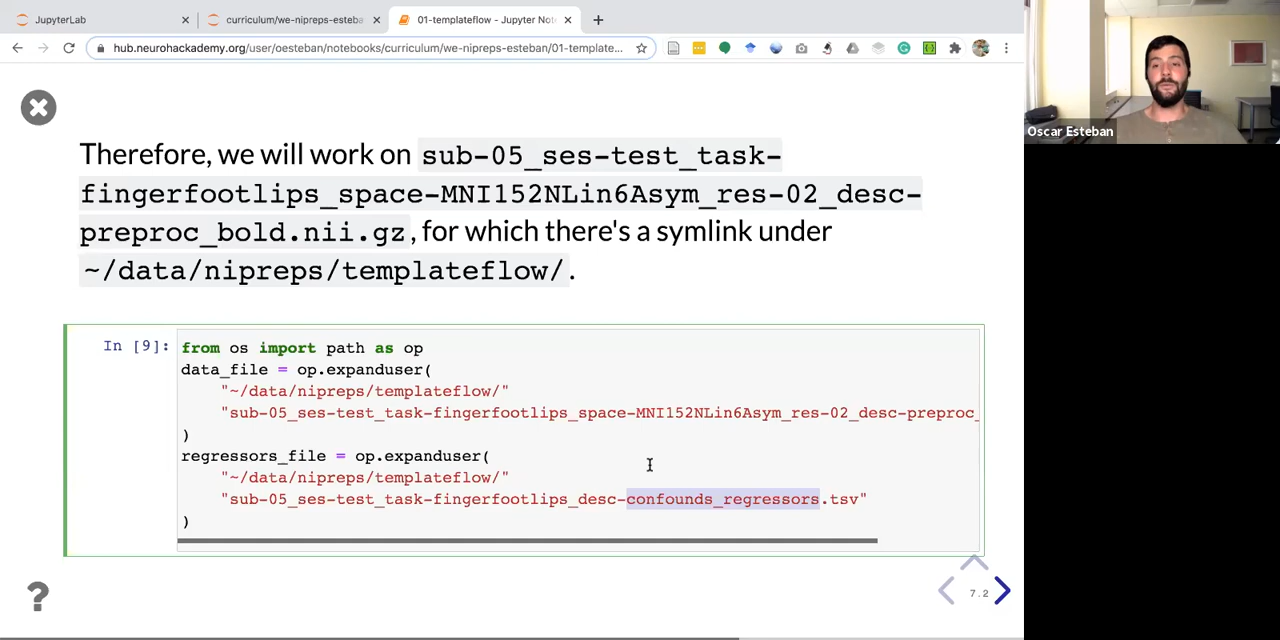 JupyterLab
curriculum/we-nipreps-esteba
01-templateflow - Jupyter Not
hub.neurohackademy.org/user/oesteban/notebooks/curriculum/we-nipreps-esteban/01-template...
Oscar Esteban
Therefore, we will work on sub-05_ses-test_task-
fingerfootlips_space-MNI152NLin6Asym_res-02_desc-
preproc_bold.nii.gz, for which there's a symlink under
~/data/nipreps/templateflow/.
In [9]:
from os import path as op
data_file = op.expanduser(
"~/data/nipreps/templateflow/"
"sub-05_ses-test_task-fingerfootlips_space-MNI152NLin6Asym_res-02_desc-preproc_
)
regressors_file = op.expanduser(
"~/data/nipreps/templateflow/"
"sub-05_ses-test_task-fingerfootlips_desc-confounds_regressors.tsv"
)
7.2
?